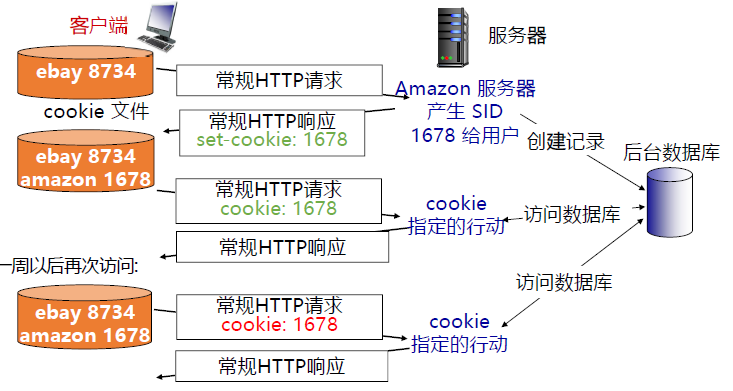 客户端
服务器
ebay 8734
常规HTTP请求
Amazon 服务器
产生 SID
1678 给用户
cookie 文件
常规HTTP响应
set-cookie: 1678
创建记录
后台数据库
ebay 8734
amazon 1678
常规HTTP请求
cookie: 1678
cookie
指定的行动
访问数据库
常规HTTP响应
一周以后再次访问:
访问数据库
ebay 8734
amazon 1678
常规HTTP请求
cookie: 1678
cookie
指定的行动
常规HTTP响应